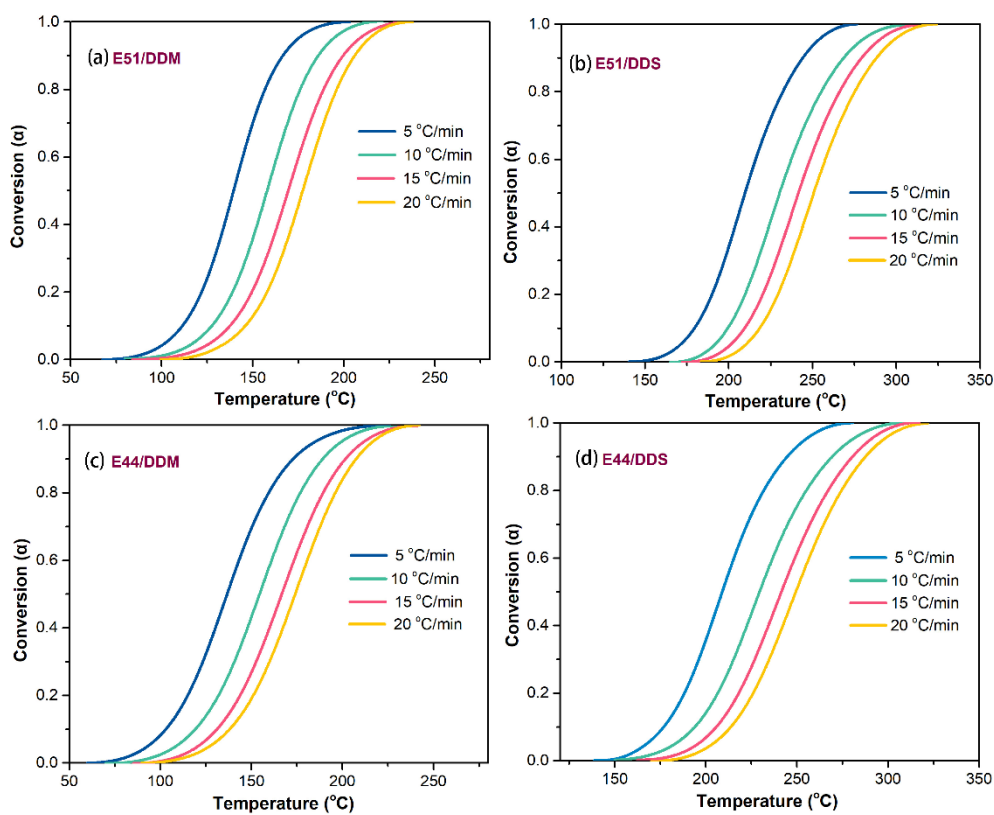 (a) E51/DDM
Conversion (α)
1.0
0.8
0.6
0.4
0.2
0.0
5 °C/min
10 °C/min
15 °C/min
20 °C/min
50 100 150 200 250
Temperature (°C)
(b) E51/DDS
Conversion (α)
1.0
0.8
0.6
0.4
0.2
0.0
5 °C/min
10 °C/min
15 °C/min
20 °C/min
100 150 200 250 300 350
Temperature (°C)
(c) E44/DDM
Conversion (α)
1.0
0.8
0.6
0.4
0.2
0.0
5 °C/min
10 °C/min
15 °C/min
20 °C/min
50 100 150 200 250
Temperature (°C)
(d) E44/DDS
Conversion (α)
1.0
0.8
0.6
0.4
0.2
0.0
5 °C/min
10 °C/min
15 °C/min
20 °C/min
150 200 250 300 350
Temperature (°C)